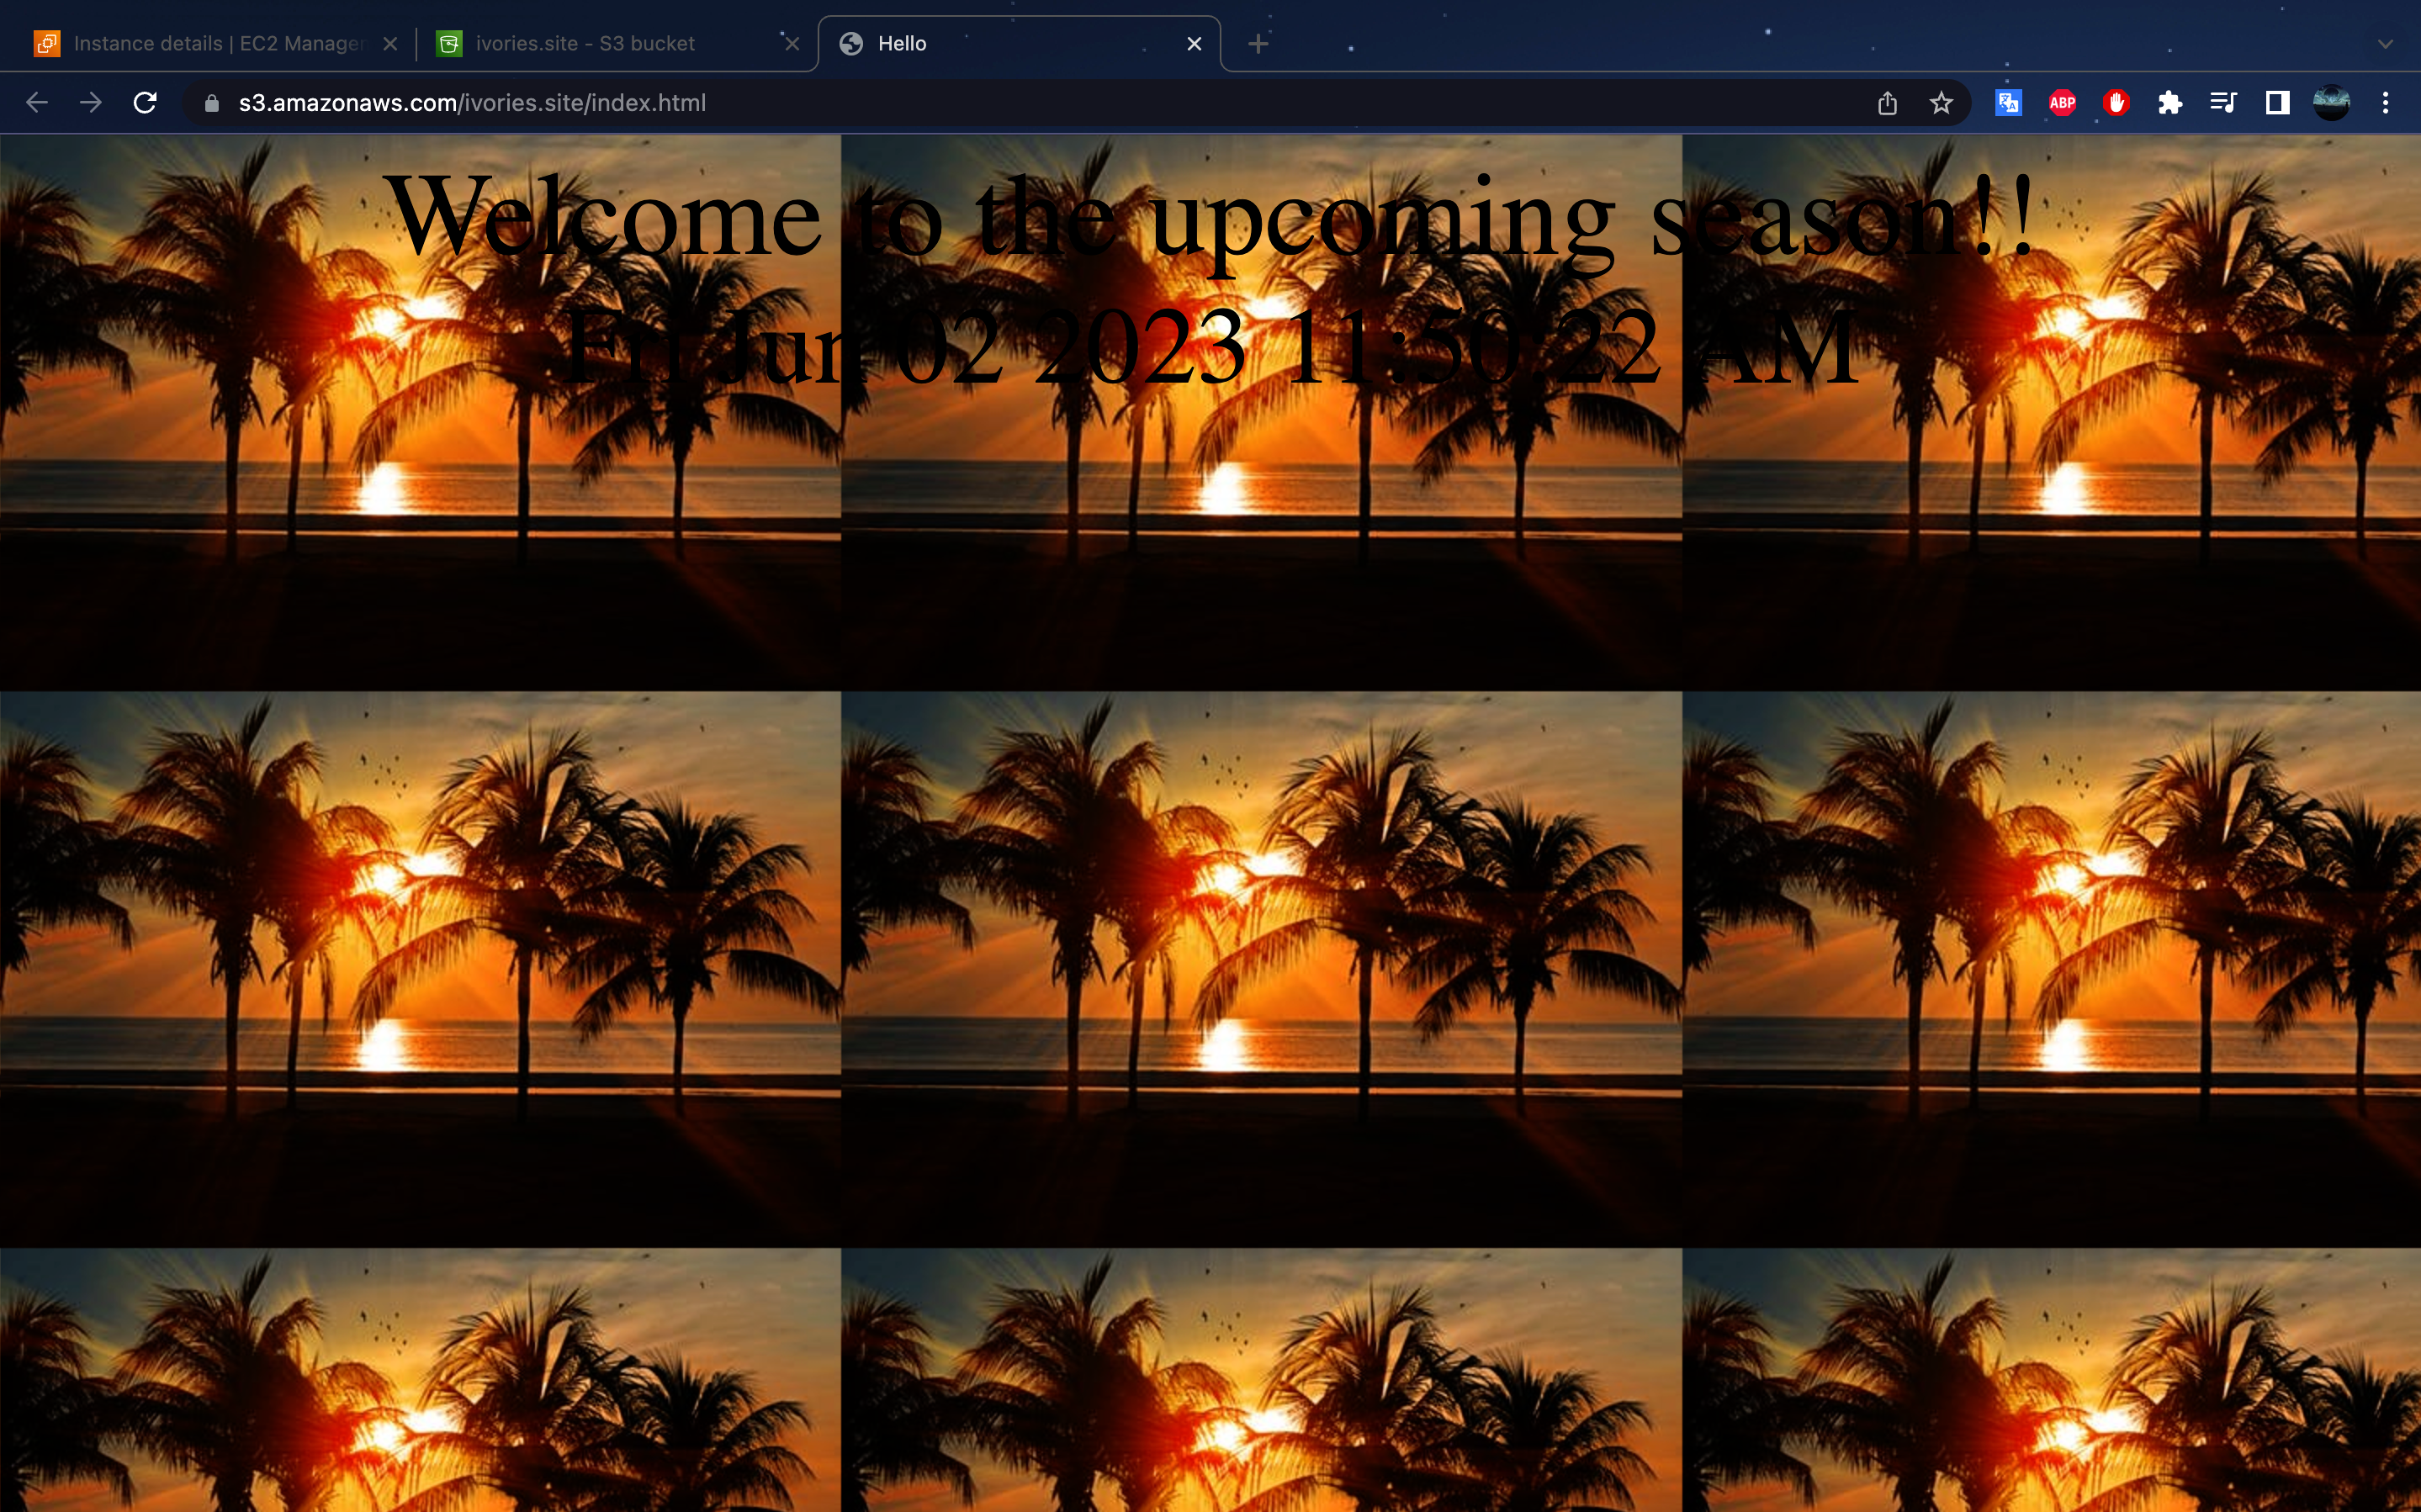 Instance details | EC2 Manager
ivories.site - S3 bucket
Hello
s3.amazonaws.com/ivories.site/index.html
ABP
Welcome to the upcoming season!!
Fri Jun 02 2023 11:50:22 AM